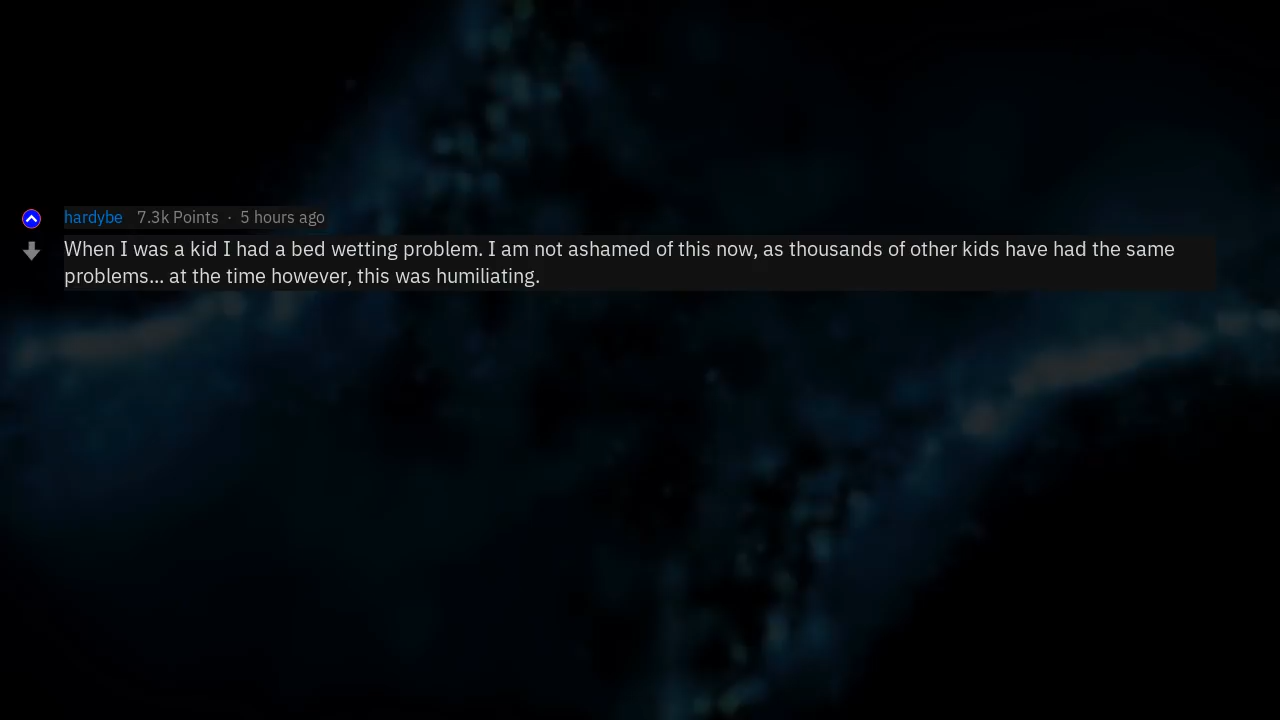 hardybe 7.3k Points · 5 hours ago
When I was a kid I had a bed wetting problem. I am not ashamed of this now, as thousands of other kids have had the same
problems... at the time however, this was humiliating.